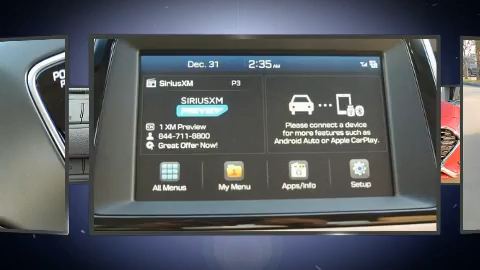 PO
P
Dec. 31
2:35 AM
SiriusXM
P3
SIRIUSXM
1 XM Preview
844-711-8800
Great Offer Now!
Please connect a device
for more features such as
Android Auto or Apple CarPlay.
All Menus
My Menu
Apps/Info
Setup